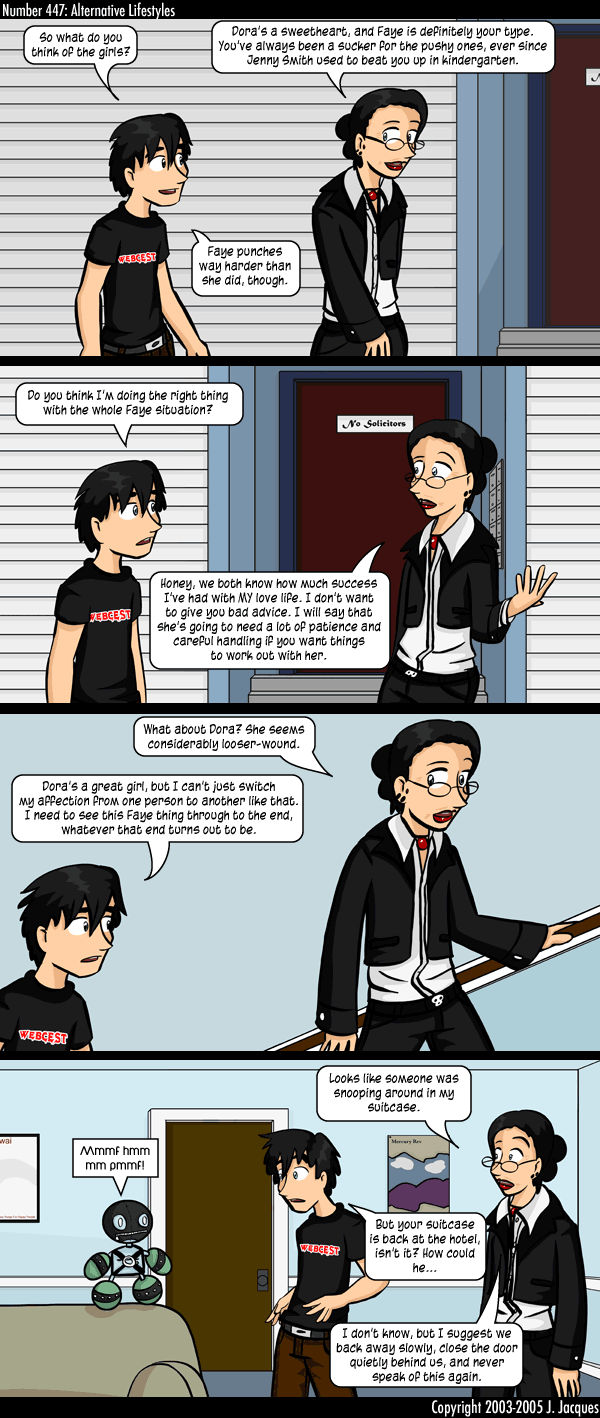 Number 447: Alternative Lifestyles
So what do you
think of the girls?
Dora's a sweetheart, and Faye is definitely your type.
You've always been a sucker for the pushy ones, ever since
Jenny Smith used to beat you up in kindergarten.
WEBCEST
Faye punches
way harder than
she did, though.
Do you think I'm doing the right thing
with the whole Faye situation?
No Solicitors
WEBCEST
Honey, we both know how much success
I've had with MY love life. I don't want
to give you bad advice. I will say that
she's going to need a lot of patience and
careful handling if you want things
to work out with her.
What about Dora? She seems
considerably looser-wound.
Dora's a great girl, but I can't just switch
my affection from one person to another like that.
I need to see this Faye thing through to the end,
whatever that end turns out to be.
WEBCEST
Looks like someone was
snooping around in my
suitcase.
wai
Mmmf hmm
mm pmmf!
Mercury Rev
WEBCEST
But your suitcase
is back at the hotel,
isn't it? How could
he...
I don't know, but I suggest we
back away slowly, close the door
quietly behind us, and never
speak of this again.
Copyright 2003-2005 J. Jacques